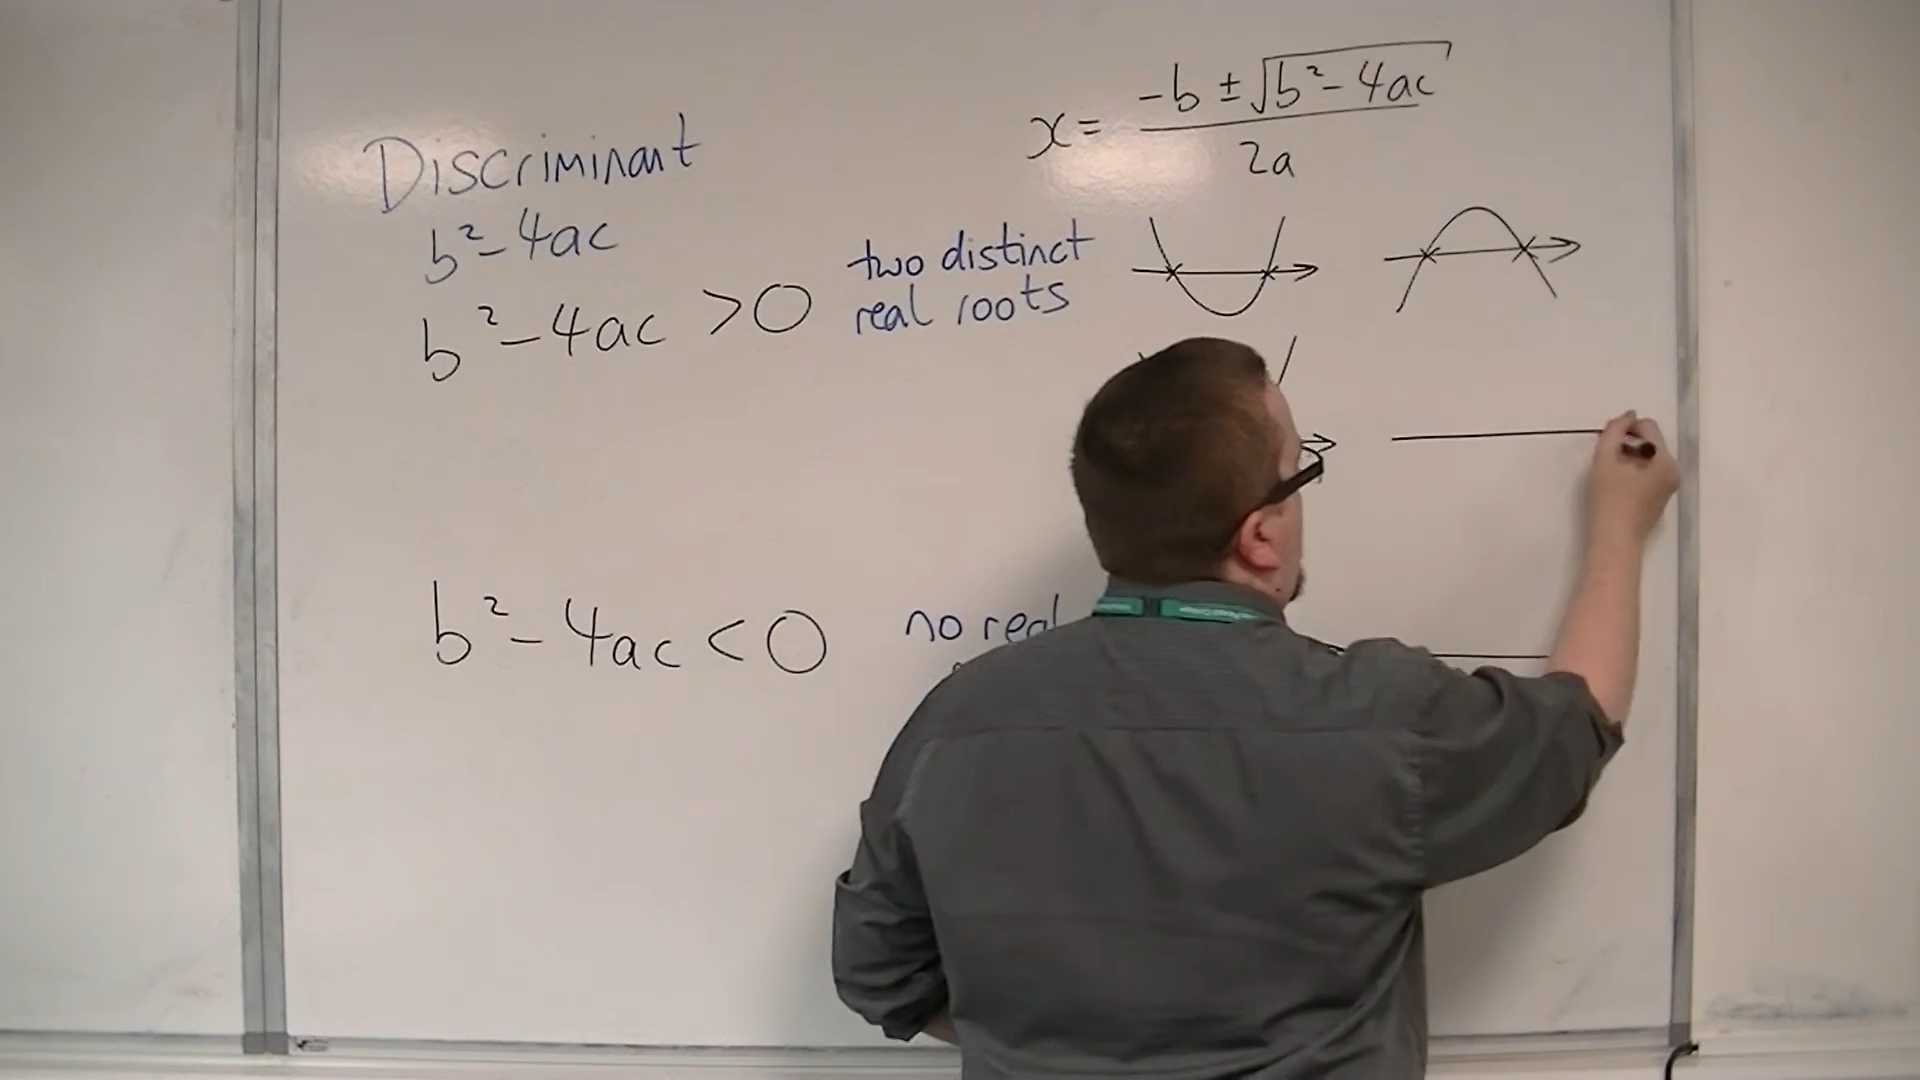 x = -b ± √b² - 4ac
2a
Discriminant
b² - 4ac
b² - 4ac > 0
two distinct
real roots
b² - 4ac < 0
no real